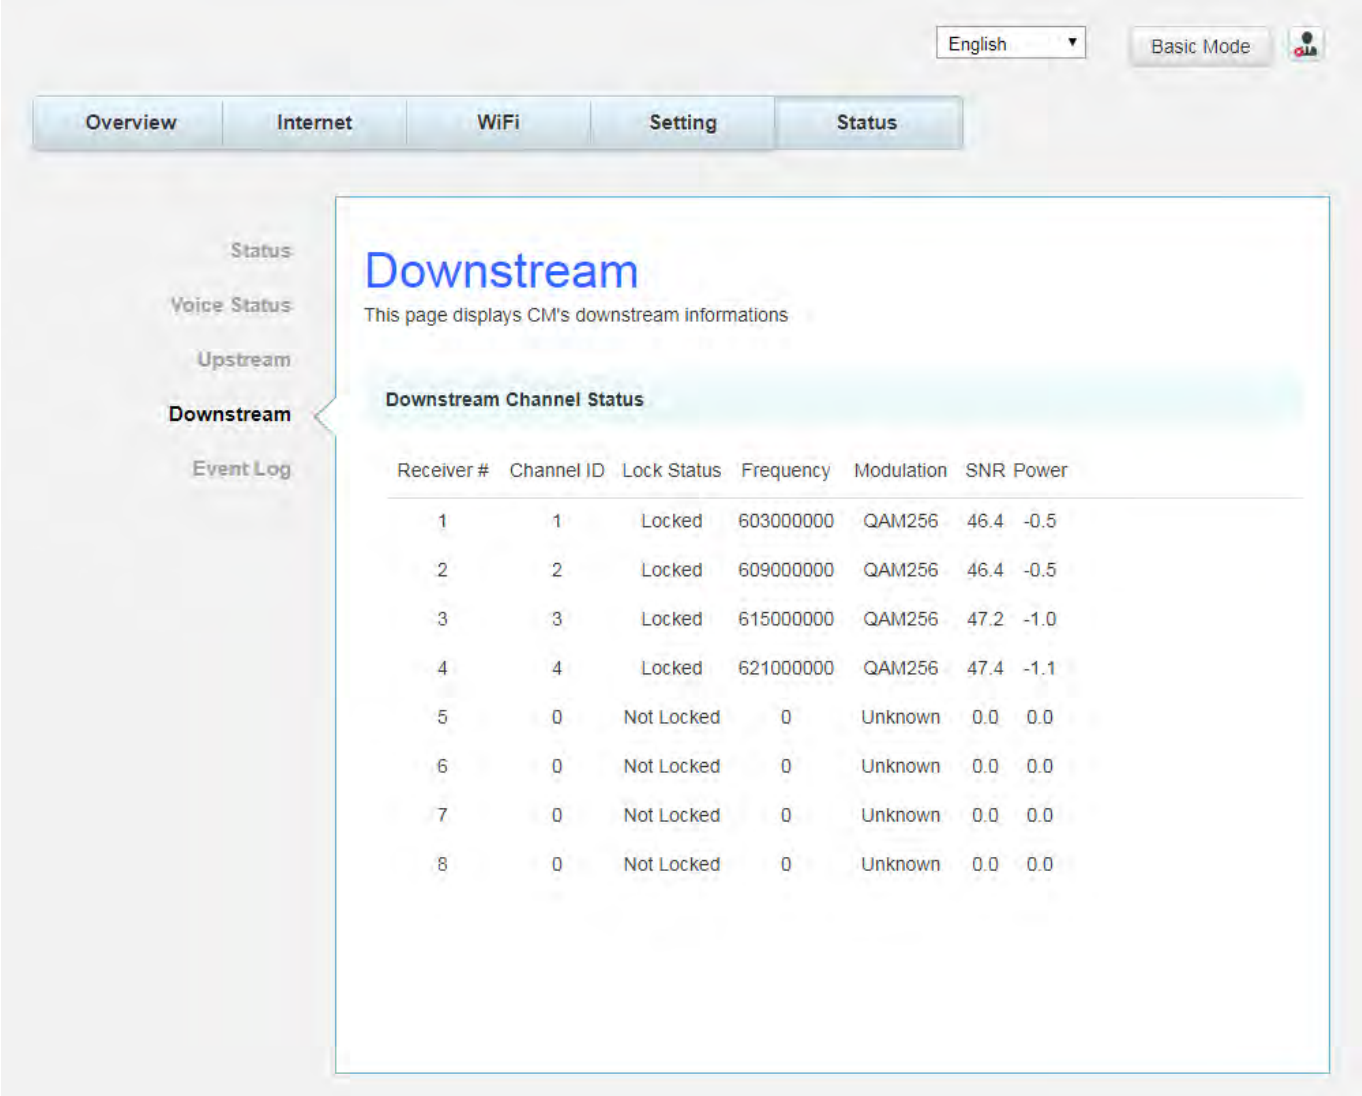 English
Basic Mode
Overview Internet WiFi Setting Status
Status
Voice Status
Upstream
Downstream
Event Log
Downstream
This page displays CM's downstream informations
Downstream Channel Status
Receiver # Channel ID Lock Status Frequency Modulation SNR Power
1 1 Locked 603000000 QAM256 46.4 -0.5
2 2 Locked 609000000 QAM256 46.4 -0.5
3 3 Locked 615000000 QAM256 47.2 -1.0
4 4 Locked 621000000 QAM256 47.4 -1.1
5 0 Not Locked 0 Unknown 0.0 0.0
6 0 Not Locked 0 Unknown 0.0 0.0
7 0 Not Locked 0 Unknown 0.0 0.0
8 0 Not Locked 0 Unknown 0.0 0.0